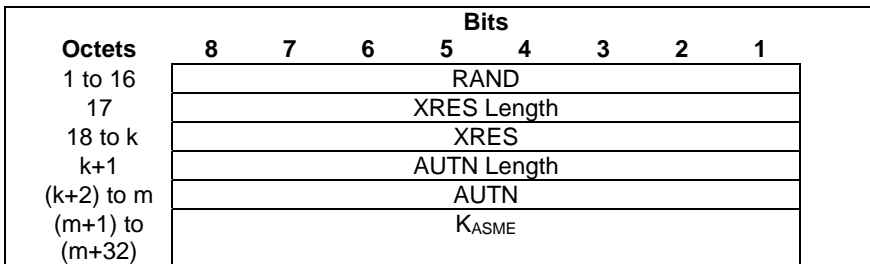 Bits
Octets 8 7 6 5 4 3 2 1
1 to 16 RAND
17 XRES Length
18 to k XRES
k+1 AUTN Length
(k+2) to m AUTN
(m+1) to KASME
(m+32)